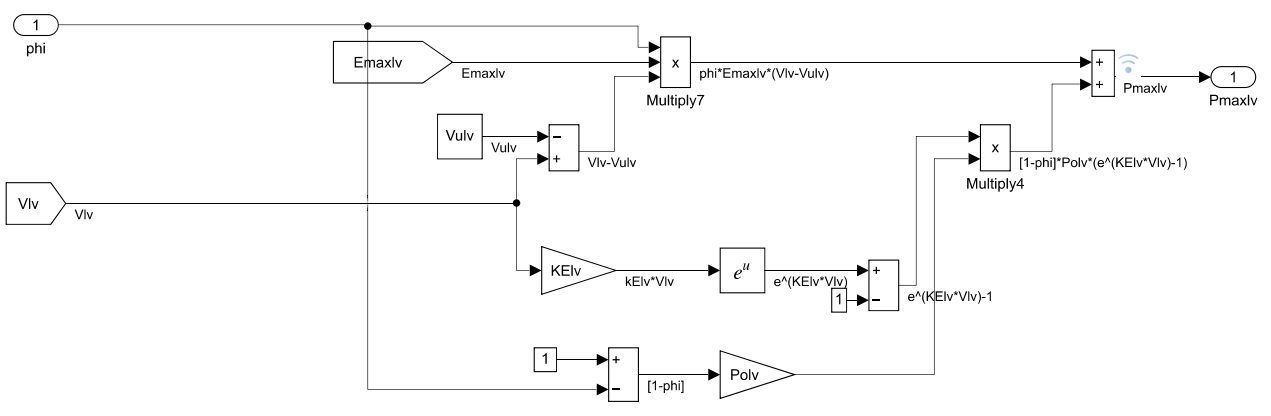 1
phi
Emaxlv
Emaxlv
x
Multiply7
phi*Emaxlv*(Vlv-Vulv)
+
+
Pmaxlv
1
Pmaxlv
Vulv
Vulv
−
+
Vlv-Vulv
x
Multiply4
[1-phi]*Polv*(e^(KElv*Vlv)-1)
Vlv
Vlv
KElv
kElv*Vlv
e^u
e^(KElv*Vlv)
1
+
−
e^(KElv*Vlv)-1
1
+
−
[1-phi]
Polv